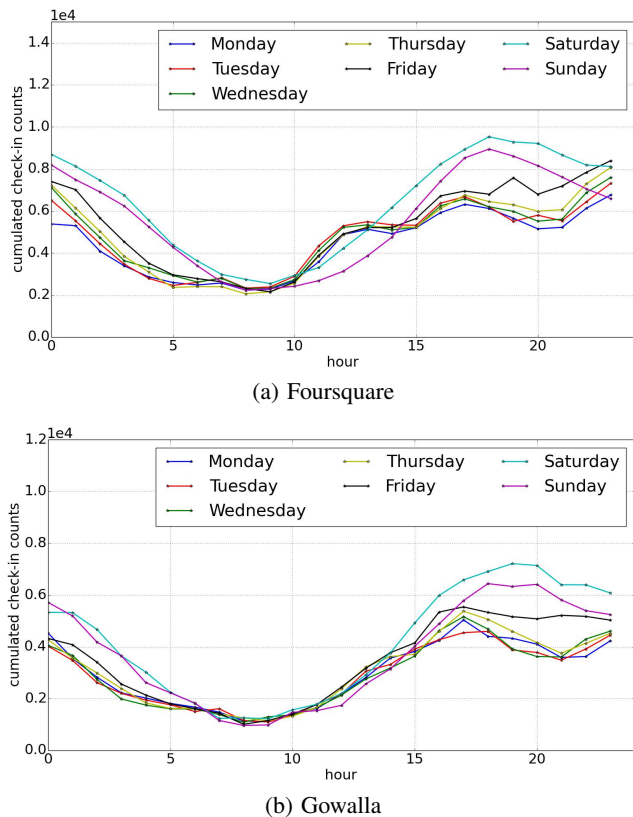 1e4
1.4
1.2
1.0
0.8
0.6
0.4
0.2
0.0
cumulated check-in counts
Monday Thursday Saturday
Tuesday Friday Sunday
Wednesday
0 5 10 15 20
hour
(a) Foursquare
1e4
1.2
1.0
0.8
0.6
0.4
0.2
0.0
cumulated check-in counts
Monday Thursday Saturday
Tuesday Friday Sunday
Wednesday
0 5 10 15 20
hour
(b) Gowalla